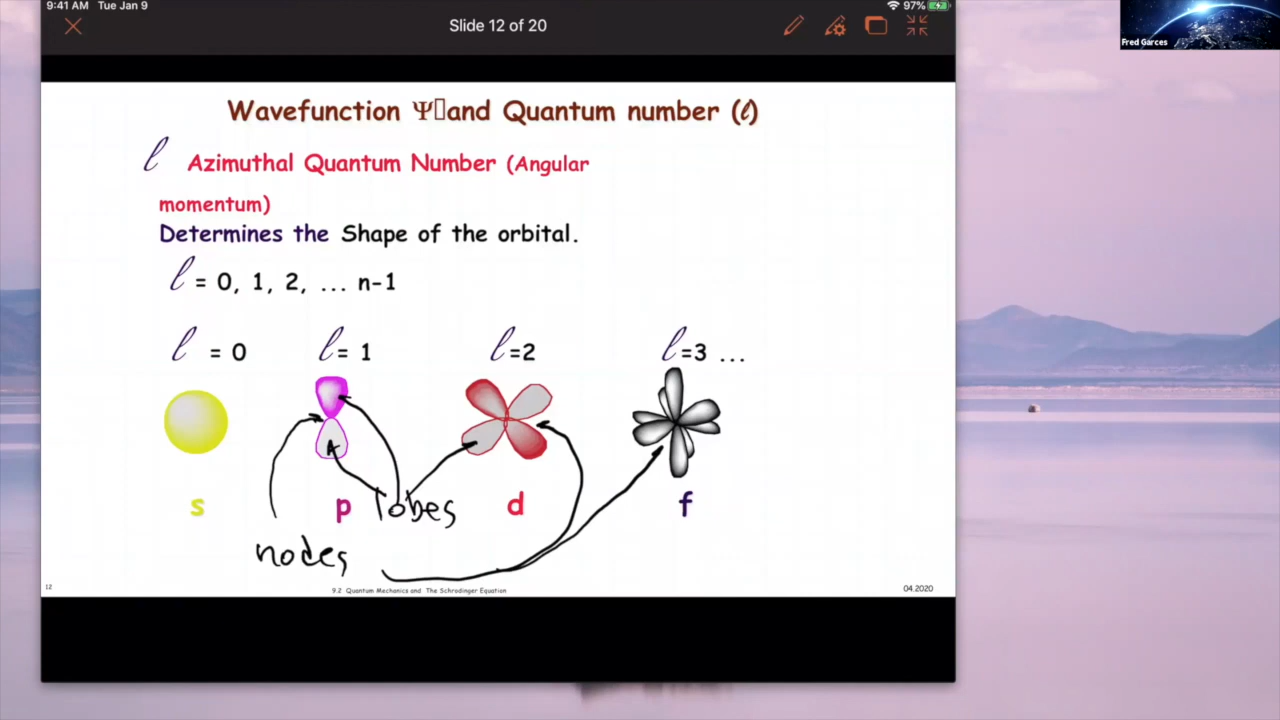 9:41 AM Tue Jan 9
97%
Slide 12 of 20
Fred Garces
Wavefunction Ψ▯and Quantum number (ℓ)
ℓ Azimuthal Quantum Number (Angular
momentum)
Determines the Shape of the orbital.
ℓ = 0, 1, 2, ... n-1
ℓ = 0 ℓ= 1 ℓ=2 ℓ=3 ...
s p lobes d f
nodes
12 9.2 Quantum Mechanics and The Schrodinger Equation 04.2020